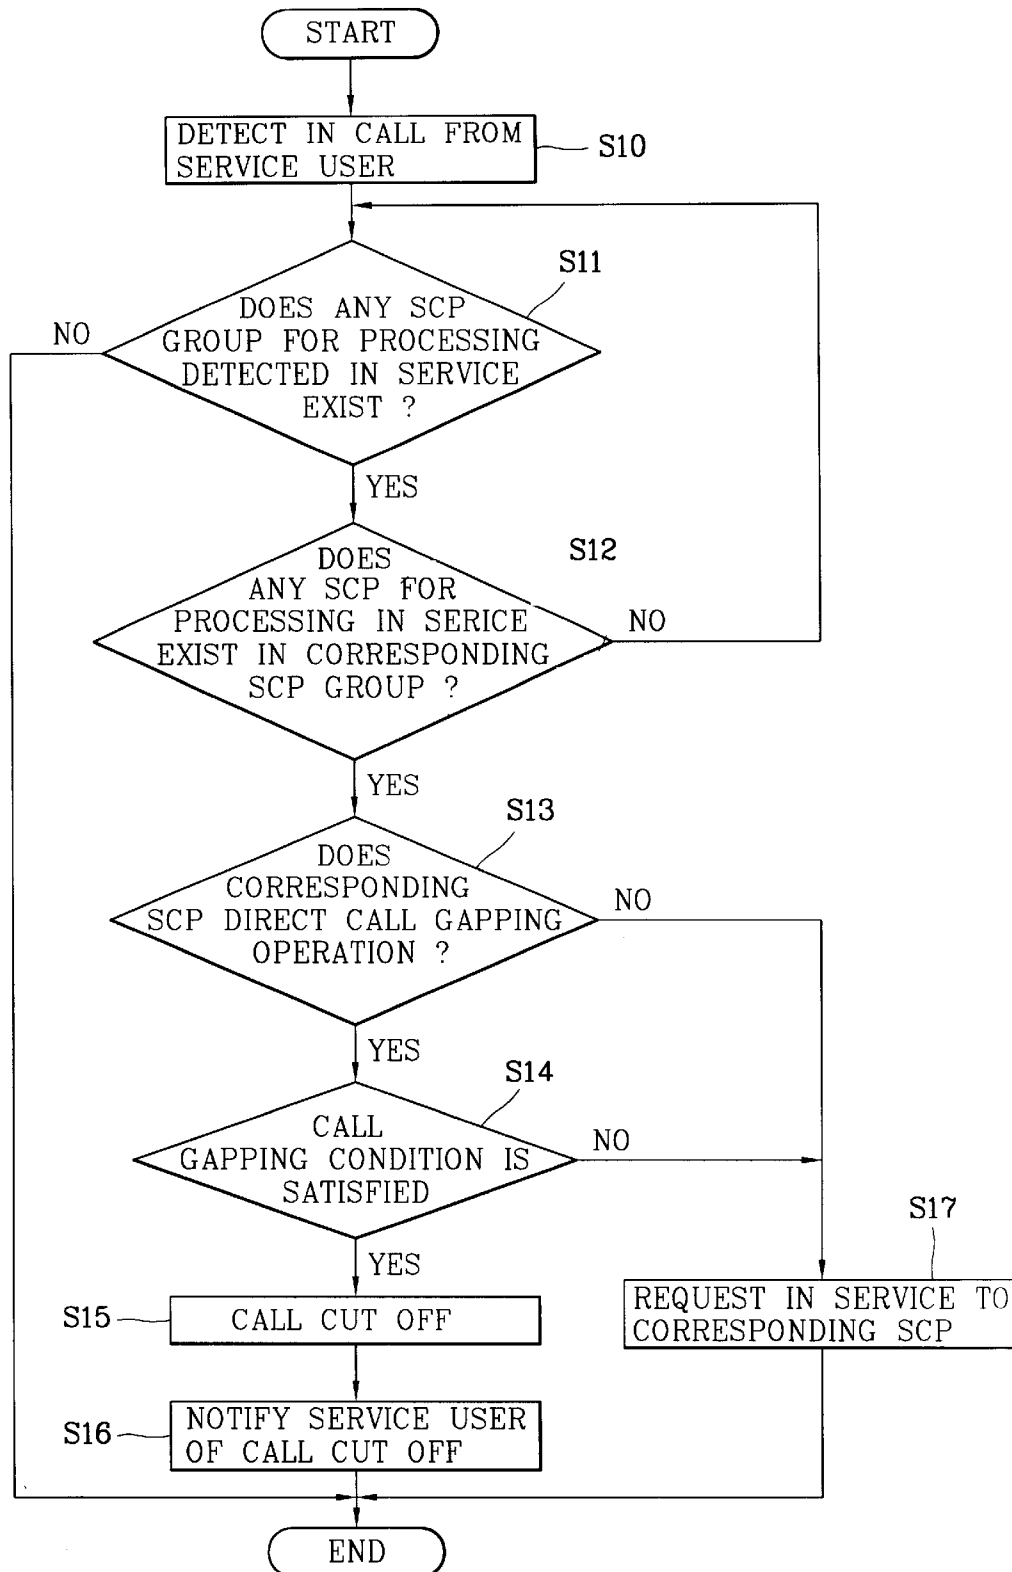 START
DETECT IN CALL FROM
SERVICE USER
S10
S11
DOES ANY SCP
GROUP FOR PROCESSING
DETECTED IN SERVICE
EXIST ?
NO
YES
S12
DOES
ANY SCP FOR
PROCESSING IN SERICE
EXIST IN CORRESPONDING
SCP GROUP ?
NO
YES
S13
DOES
CORRESPONDING
SCP DIRECT CALL GAPPING
OPERATION ?
NO
YES
S14
CALL
GAPPING CONDITION IS
SATISFIED
NO
YES
S17
REQUEST IN SERVICE TO
CORRESPONDING SCP
S15
CALL CUT OFF
S16
NOTIFY SERVICE USER
OF CALL CUT OFF
END